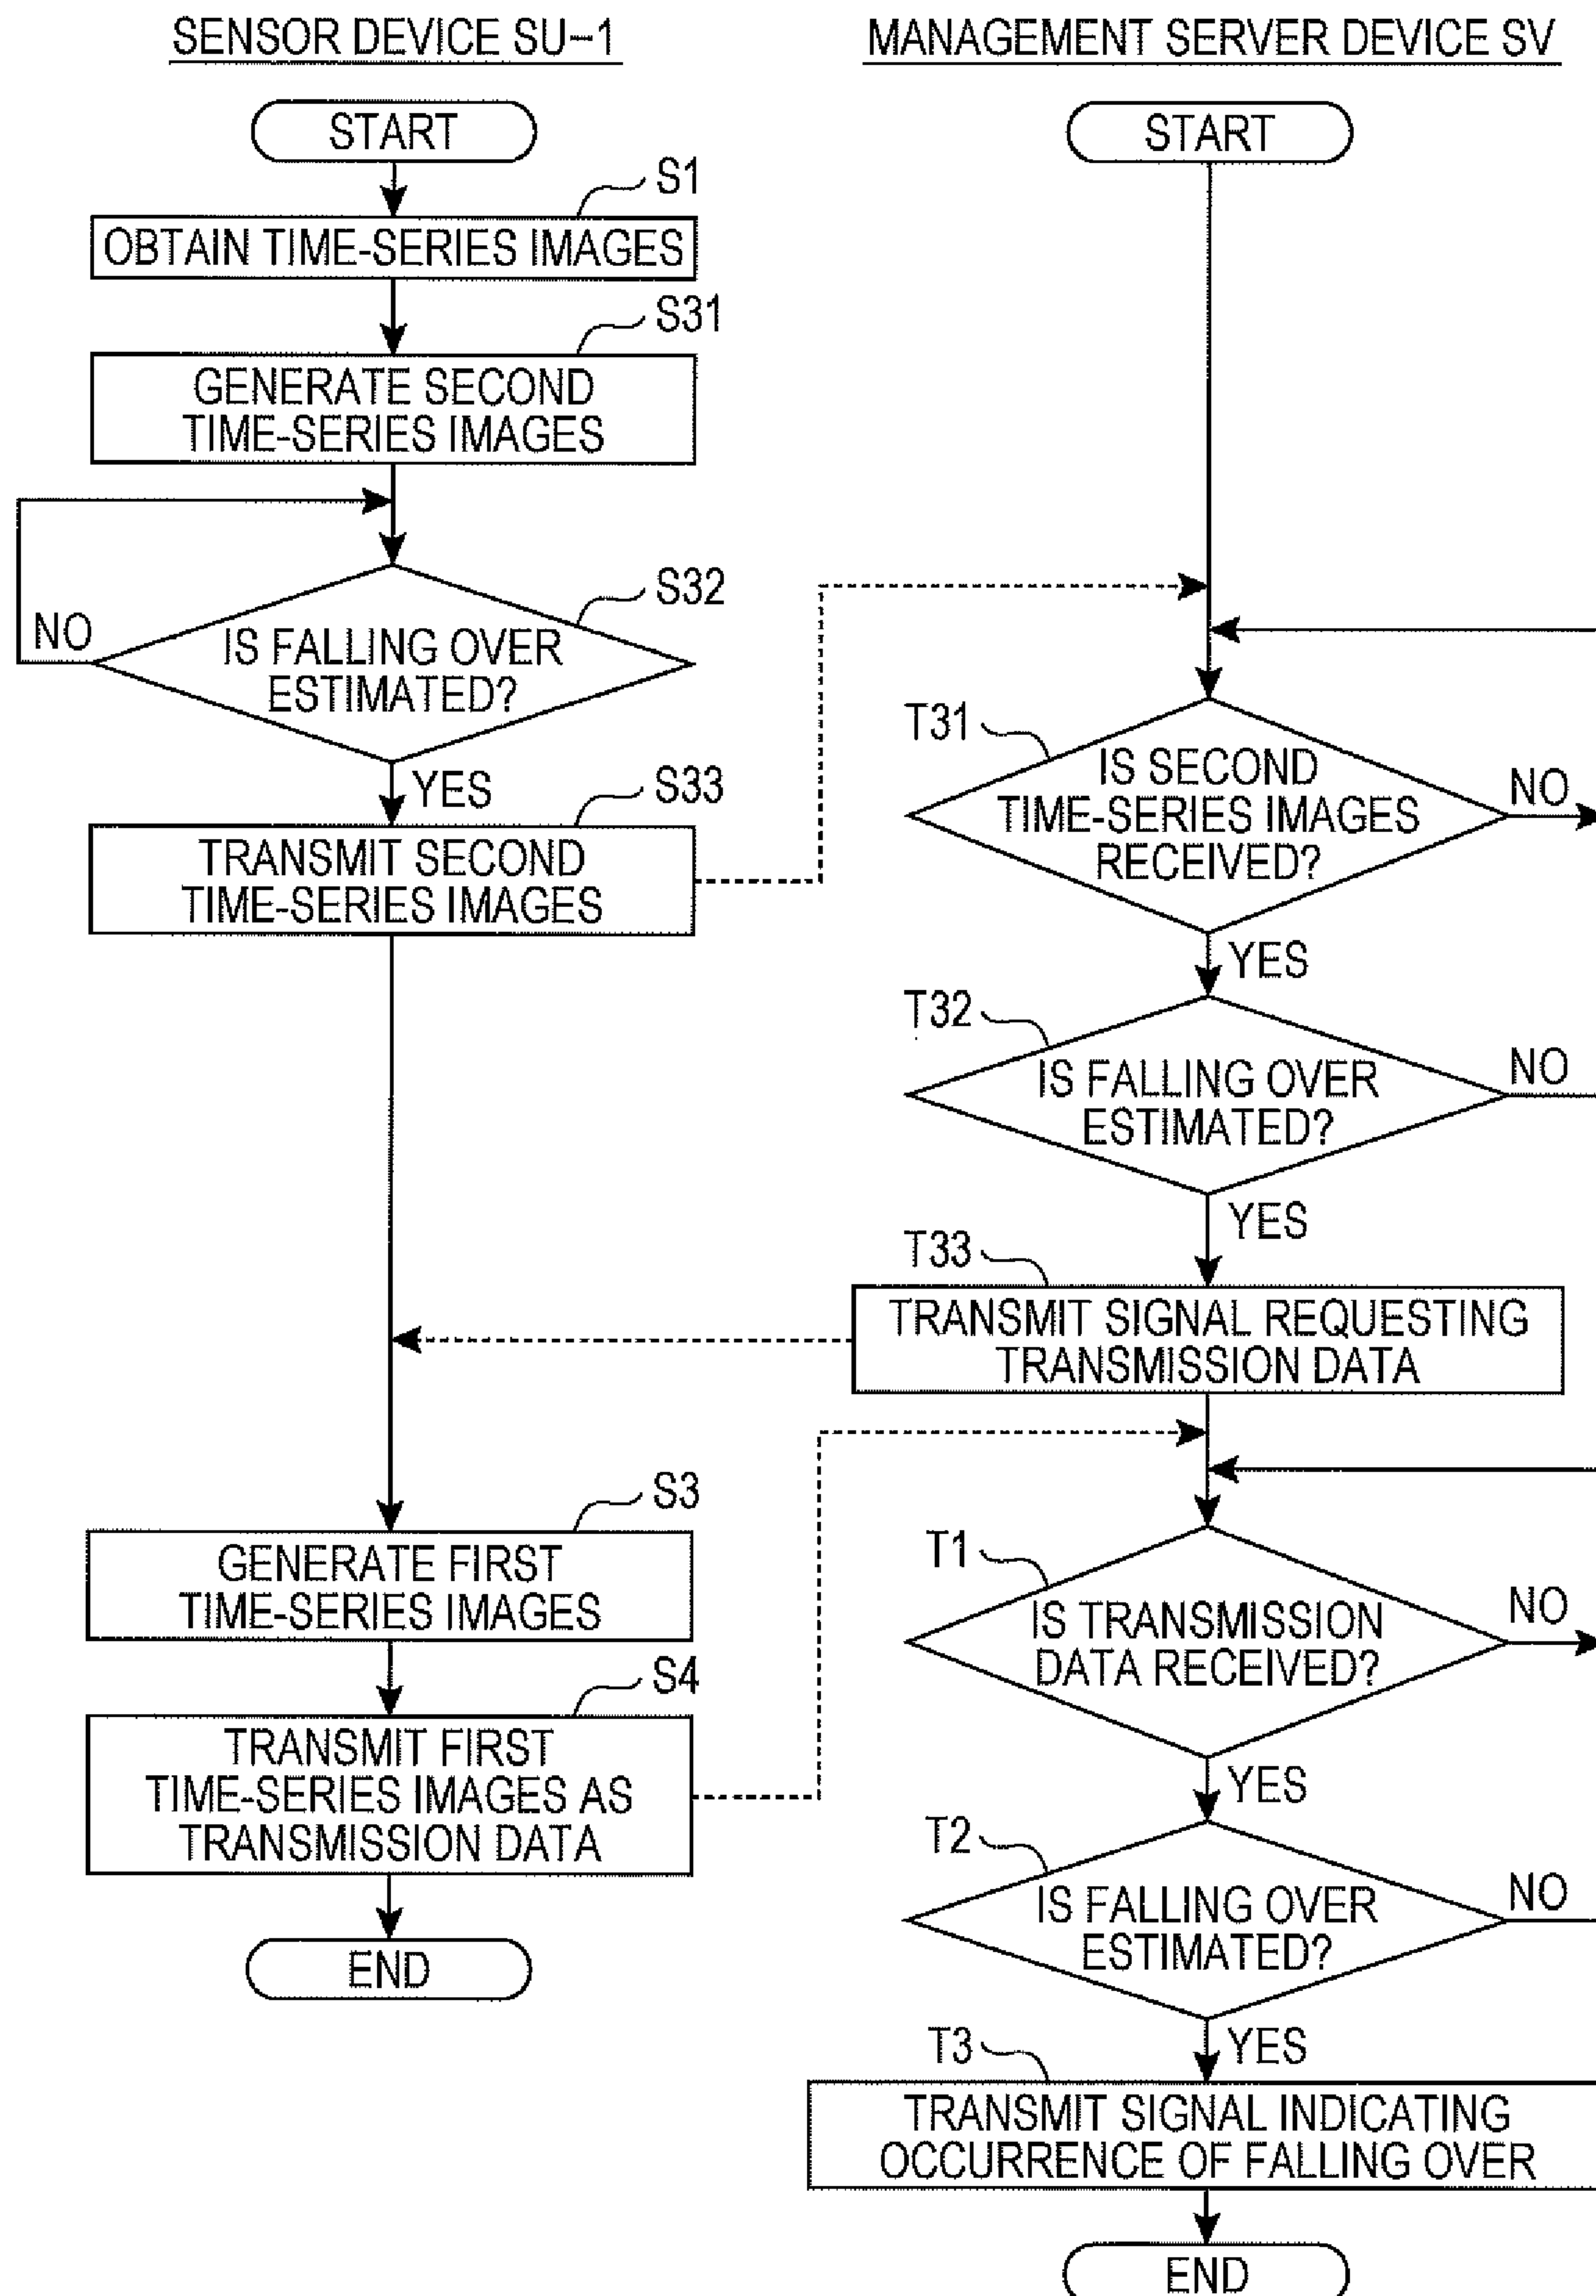 SENSOR DEVICE SU-1
START
S1
OBTAIN TIME-SERIES IMAGES
S31
GENERATE SECOND
TIME-SERIES IMAGES
S32
NO
IS FALLING OVER
ESTIMATED?
YES
S33
TRANSMIT SECOND
TIME-SERIES IMAGES
S3
GENERATE FIRST
TIME-SERIES IMAGES
S4
TRANSMIT FIRST
TIME-SERIES IMAGES AS
TRANSMISSION DATA
END
MANAGEMENT SERVER DEVICE SV
START
T31
IS SECOND
TIME-SERIES IMAGES
RECEIVED?
NO
YES
T32
IS FALLING OVER
ESTIMATED?
NO
YES
T33
TRANSMIT SIGNAL REQUESTING
TRANSMISSION DATA
T1
IS TRANSMISSION
DATA RECEIVED?
NO
YES
T2
IS FALLING OVER
ESTIMATED?
NO
YES
T3
TRANSMIT SIGNAL INDICATING
OCCURRENCE OF FALLING OVER
END